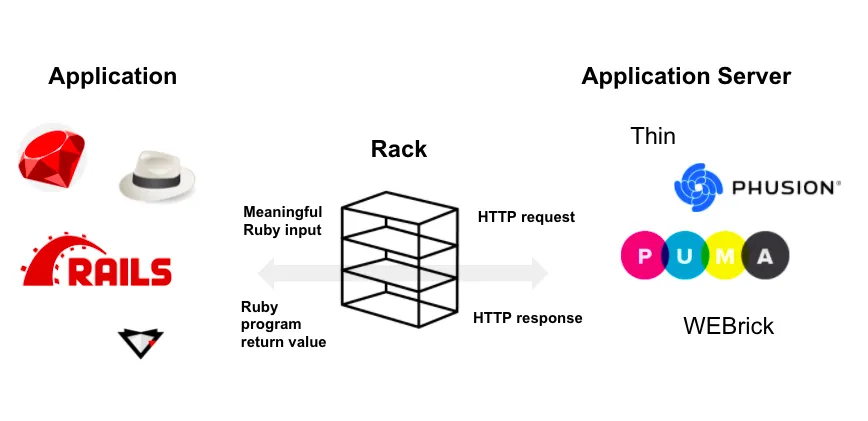 Application
Application Server
Thin
Rack
PHUSION®
Meaningful
Ruby input
HTTP request
RAILS
PUMA
Ruby
program
return value
HTTP response
WEBrick